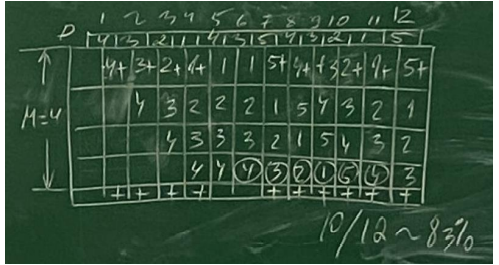 1 2 3 4 5 6 7 8 9 10 11 12
P 4 3 2 1 4 3 5 4 3 2 1 5
4+ 3+ 2+ 1+ 1 1 5+ 4+ +3 2+ 1+ 5+
M=4 4 3 2 2 2 1 5 4 3 2 1
4 3 3 3 2 1 5 4 3 2
4 4 4 3 2 1 5 4 3
+ + + + + + + + + +
10/12 ~ 83%